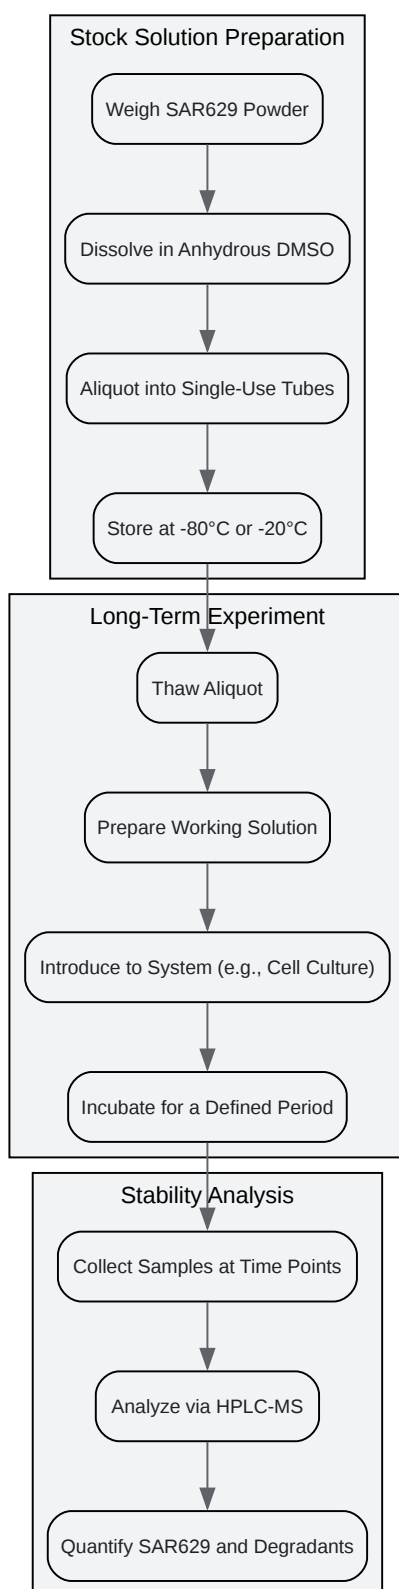 Stock Solution Preparation
Weigh SAR629 Powder
Dissolve in Anhydrous DMSO
Aliquot into Single-Use Tubes
Store at -80°C or -20°C
Long-Term Experiment
Thaw Aliquot
Prepare Working Solution
Introduce to System (e.g., Cell Culture)
Incubate for a Defined Period
Stability Analysis
Collect Samples at Time Points
Analyze via HPLC-MS
Quantify SAR629 and Degradants